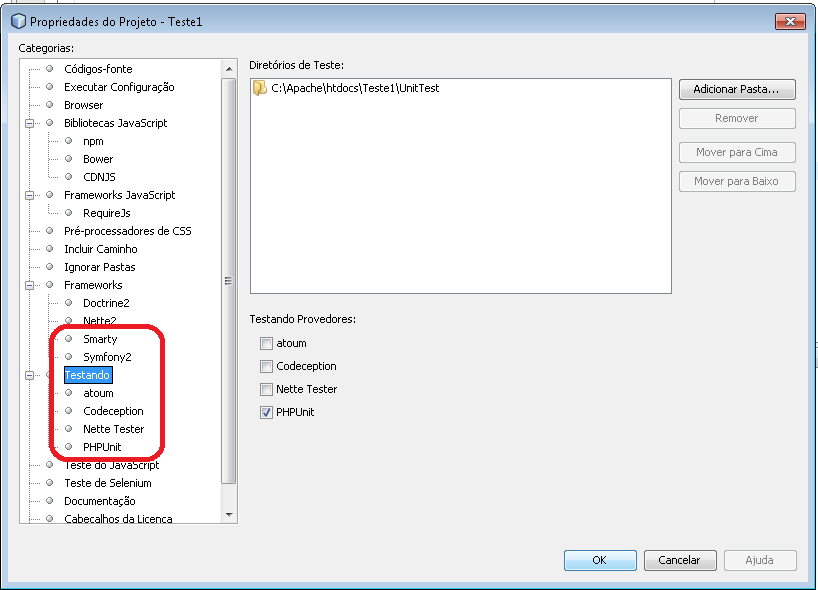 Propriedades do Projeto - Teste1
Categorias:
Códigos-fonte
Executar Configuração
Browser
Bibliotecas JavaScript
npm
Bower
CDNJS
Frameworks JavaScript
RequireJs
Pré-processadores de CSS
Incluir Caminho
Ignorar Pastas
Frameworks
Doctrine2
Nette2
Smarty
Symfony2
Testando
atoum
Codeception
Nette Tester
PHPUnit
Teste do JavaScript
Teste de Selenium
Documentação
Cabeçalhos da Licença
Diretórios de Teste:
C:\Apache\htdocs\Teste1\UnitTest
Adicionar Pasta...
Remover
Mover para Cima
Mover para Baixo
Testando Provedores:
atoum
Codeception
Nette Tester
PHPUnit
OK
Cancelar
Ajuda